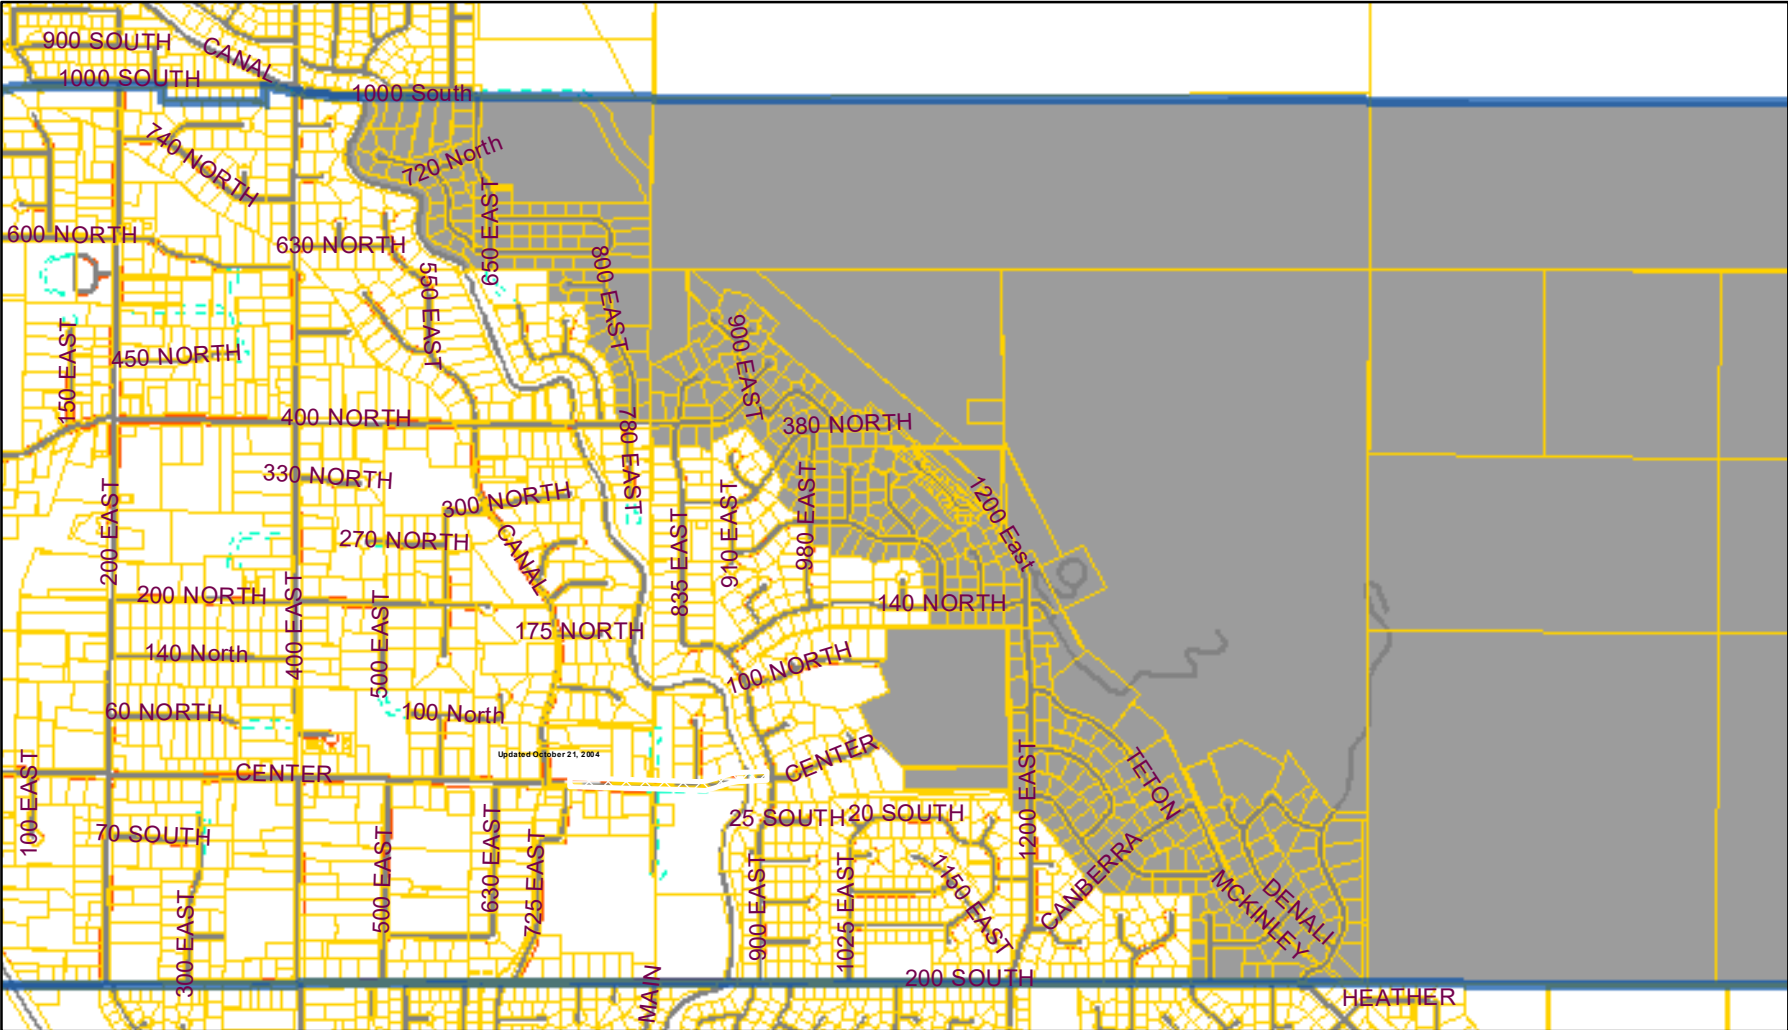 900 SOUTH
CANAL
1000 SOUTH
1000 South
740 NORTH
720 North
650 EAST
600 NORTH
630 NORTH
800 EAST
550 EAST
150 EAST
450 NORTH
900 EAST
400 NORTH
780 EAST
380 NORTH
330 NORTH
300 NORTH
200 EAST
270 NORTH
CANAL
835 EAST
910 EAST
980 EAST
1200 East
200 NORTH
400 EAST
500 EAST
175 NORTH
140 NORTH
140 North
100 NORTH
60 NORTH
100 North
Updated October 21, 2004
CENTER
CENTER
100 EAST
1200 EAST
TETON
70 SOUTH
25 SOUTH
20 SOUTH
300 EAST
500 EAST
630 EAST
725 EAST
900 EAST
1025 EAST
1150 EAST
CANBERRA
MCKINLEY
DENALI
MAIN
200 SOUTH
HEATHER